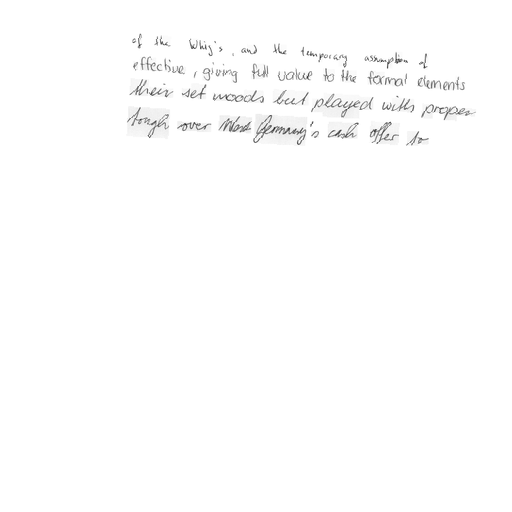 of the Whig's, and the temporary assumption of
effective, giving full value to the formal elements
their set moods but played with proper
tough over West Germany's cash offer to